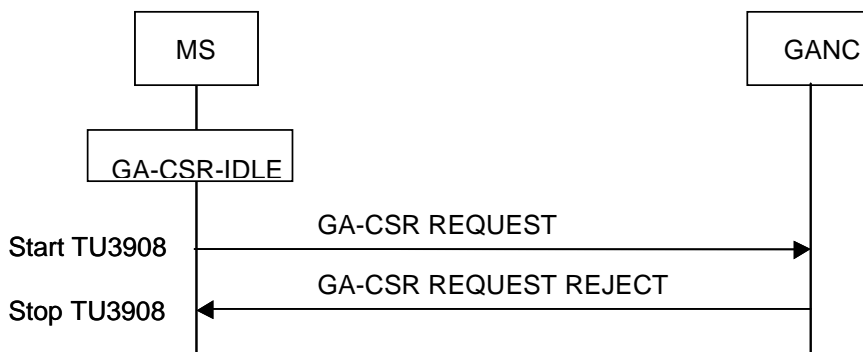 MS
GANC
GA-CSR-IDLE
GA-CSR REQUEST
Start TU3908
GA-CSR REQUEST REJECT
Stop TU3908